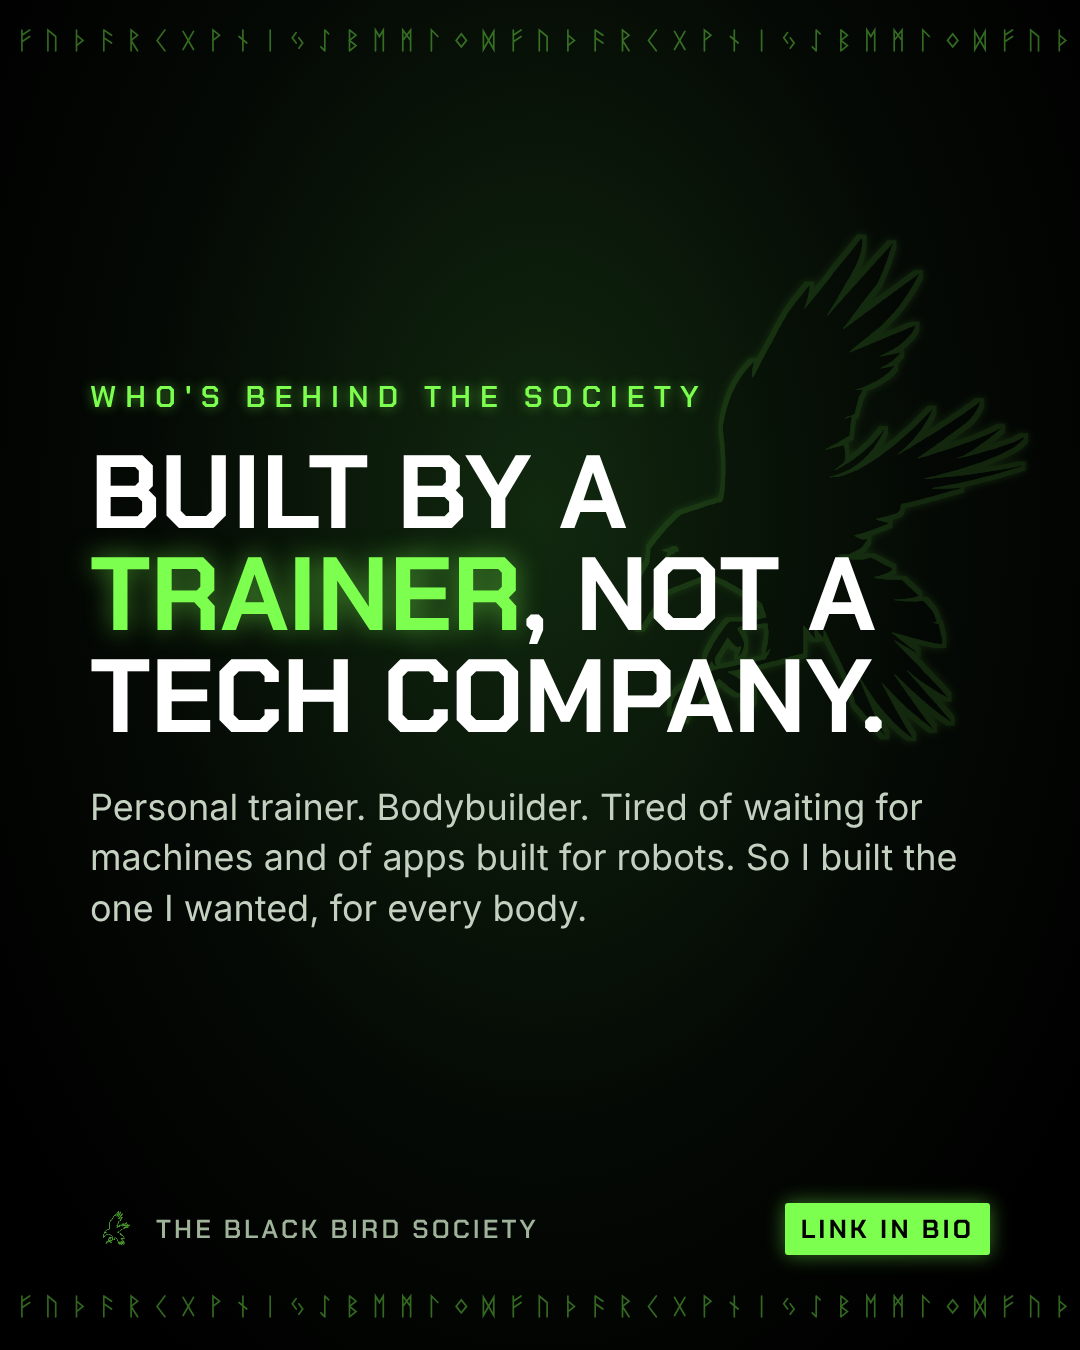 ᚠᚢᚦᚨᚱᚲᚷᚹᚾᛁᛃᛇᛒᛖᛗᛚᛜᛞᚠᚢᚦᚨᚱᚲᚷᚹᚾᛁᛃᛇᛒᛖᛗᛚᛜᛞᚠᚢᚦ
WHO'S BEHIND THE SOCIETY
BUILT BY A
TRAINER, NOT A
TECH COMPANY.
Personal trainer. Bodybuilder. Tired of waiting for
machines and of apps built for robots. So I built the
one I wanted, for every body.
THE BLACK BIRD SOCIETY
LINK IN BIO
ᚠᚢᚦᚨᚱᚲᚷᚹᚾᛁᛃᛇᛒᛖᛗᛚᛜᛞᚠᚢᚦᚨᚱᚲᚷᚹᚾᛁᛃᛇᛒᛖᛗᛚᛜᛞᚠᚢᚦ